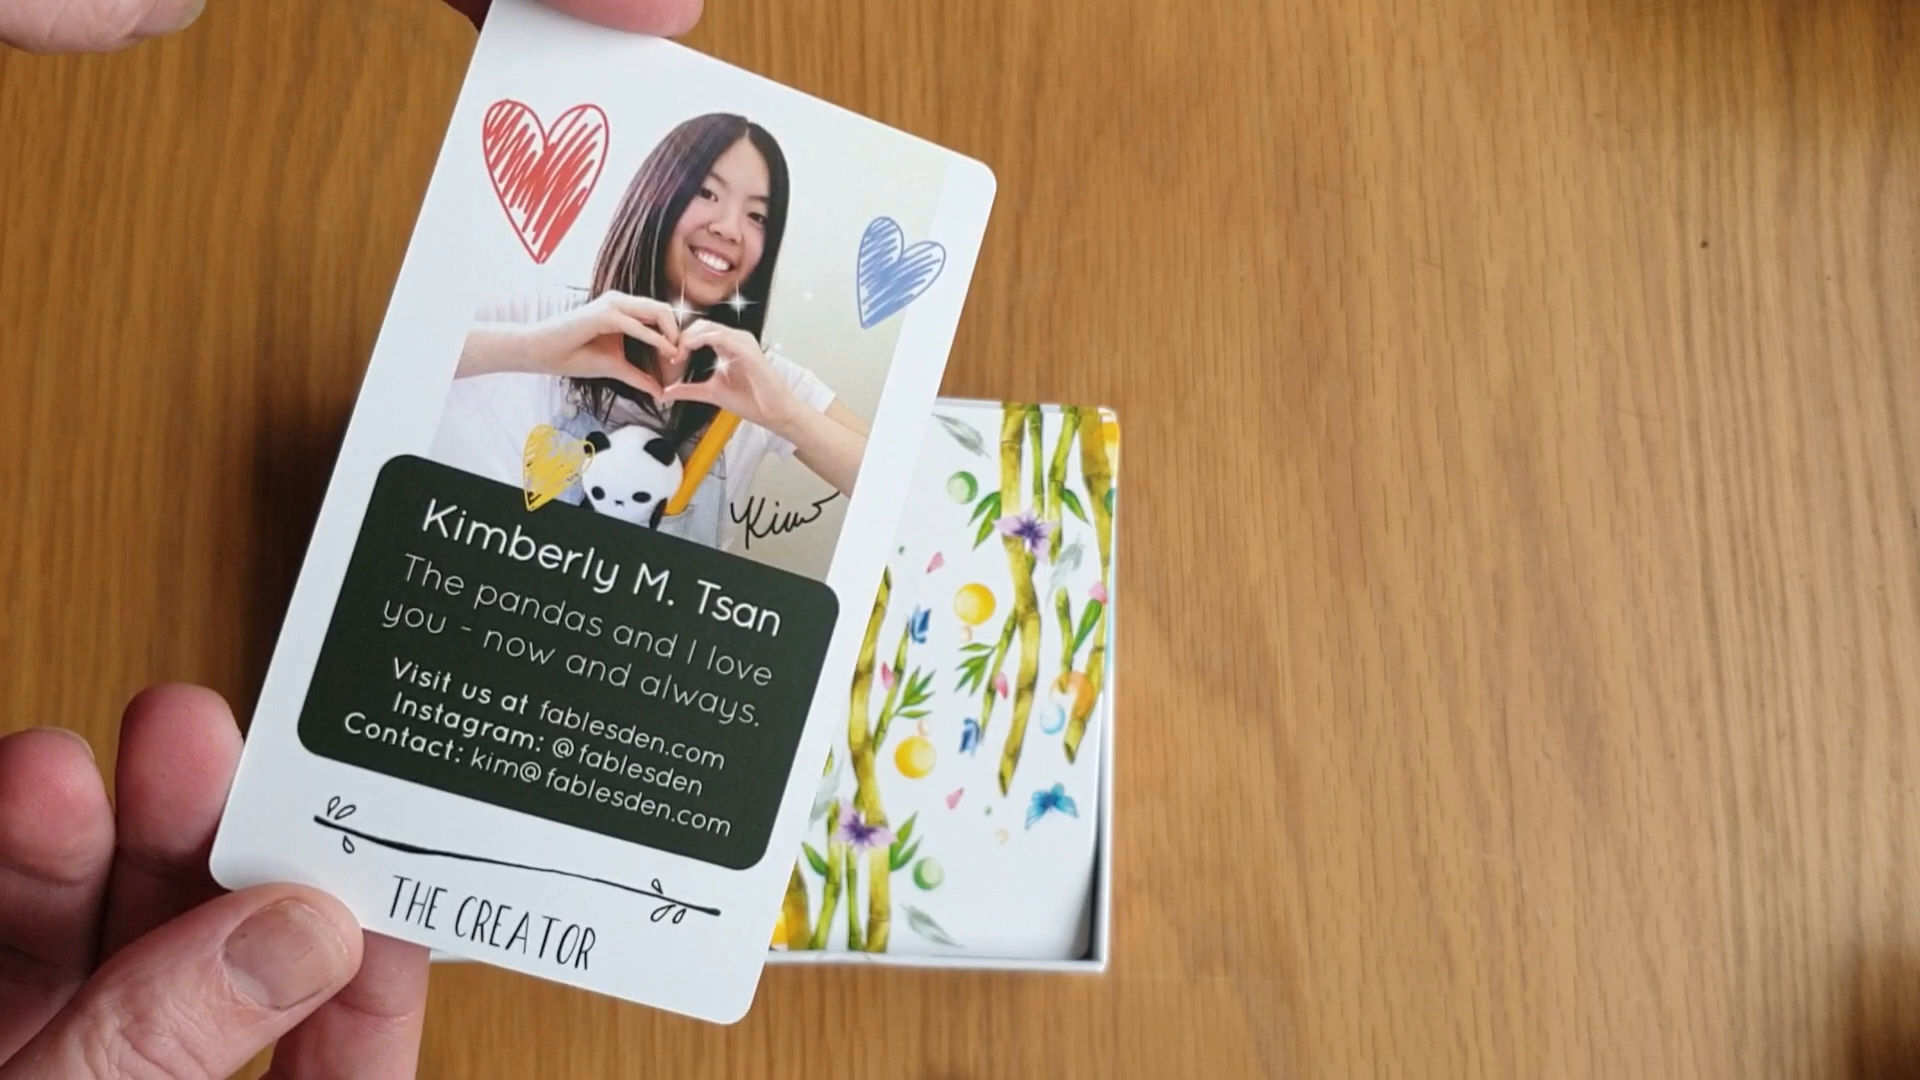 Kim
Kimberly M. Tsan
The pandas and I love
you - now and always.
Visit us at fablesden.com
Instagram: @fablesden
Contact: kim@fablesden.com
THE CREATOR